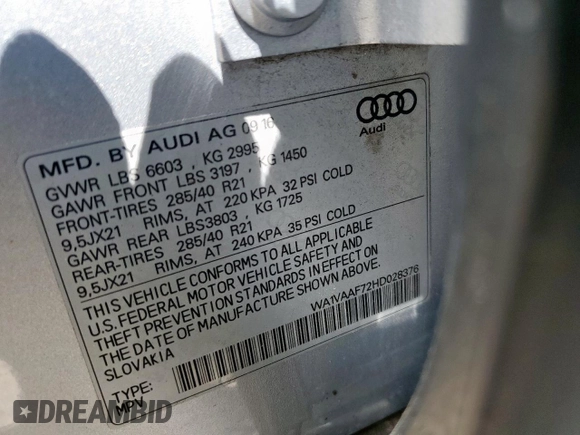 MFD. BY AUDI AG 09 16
Audi
GVWR LBS 6603 , KG 2995
GAWR FRONT LBS 3197 , KG 1450
FRONT-TIRES 285/40 R21
9,5JX21 RIMS, AT 220 KPA 32 PSI COLD
GAWR REAR LBS3803 , KG 1725
REAR-TIRES 285/40 R21
9,5JX21 RIMS, AT 240 KPA 35 PSI COLD
THIS VEHICLE CONFORMS TO ALL APPLICABLE
U.S. FEDERAL MOTOR VEHICLE SAFETY AND
THEFT PREVENTION STANDARDS IN EFFECT ON
THE DATE OF MANUFACTURE SHOWN ABOVE.
SLOVAKIA
WA1VAAF72HD028376
TYPE:
MPV
DREAMBID